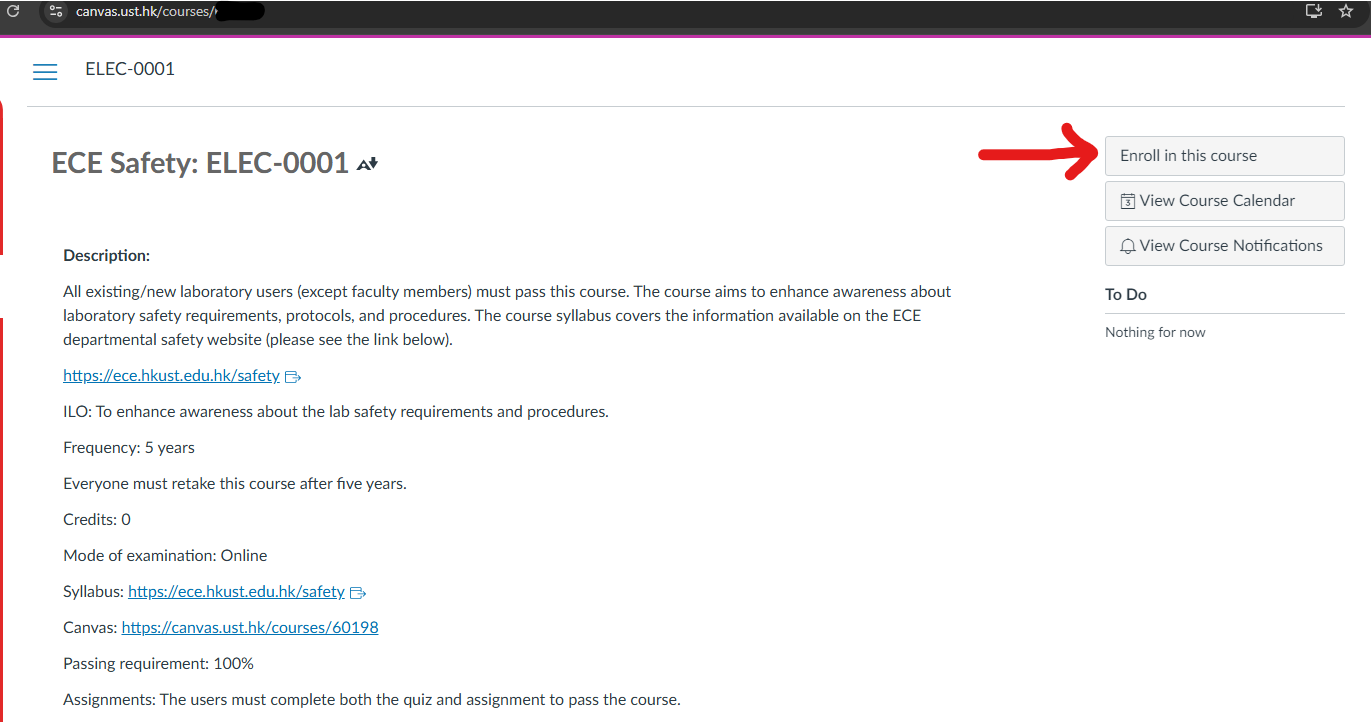 canvas.ust.hk/courses/
ELEC-0001
ECE Safety: ELEC-0001
Enroll in this course
3 View Course Calendar
View Course Notifications
To Do
Nothing for now
Description:
All existing/new laboratory users (except faculty members) must pass this course. The course aims to enhance awareness about
laboratory safety requirements, protocols, and procedures. The course syllabus covers the information available on the ECE
departmental safety website (please see the link below).
https://ece.hkust.edu.hk/safety
ILO: To enhance awareness about the lab safety requirements and procedures.
Frequency: 5 years
Everyone must retake this course after five years.
Credits: 0
Mode of examination: Online
Syllabus: https://ece.hkust.edu.hk/safety
Canvas: https://canvas.ust.hk/courses/60198
Passing requirement: 100%
Assignments: The users must complete both the quiz and assignment to pass the course.